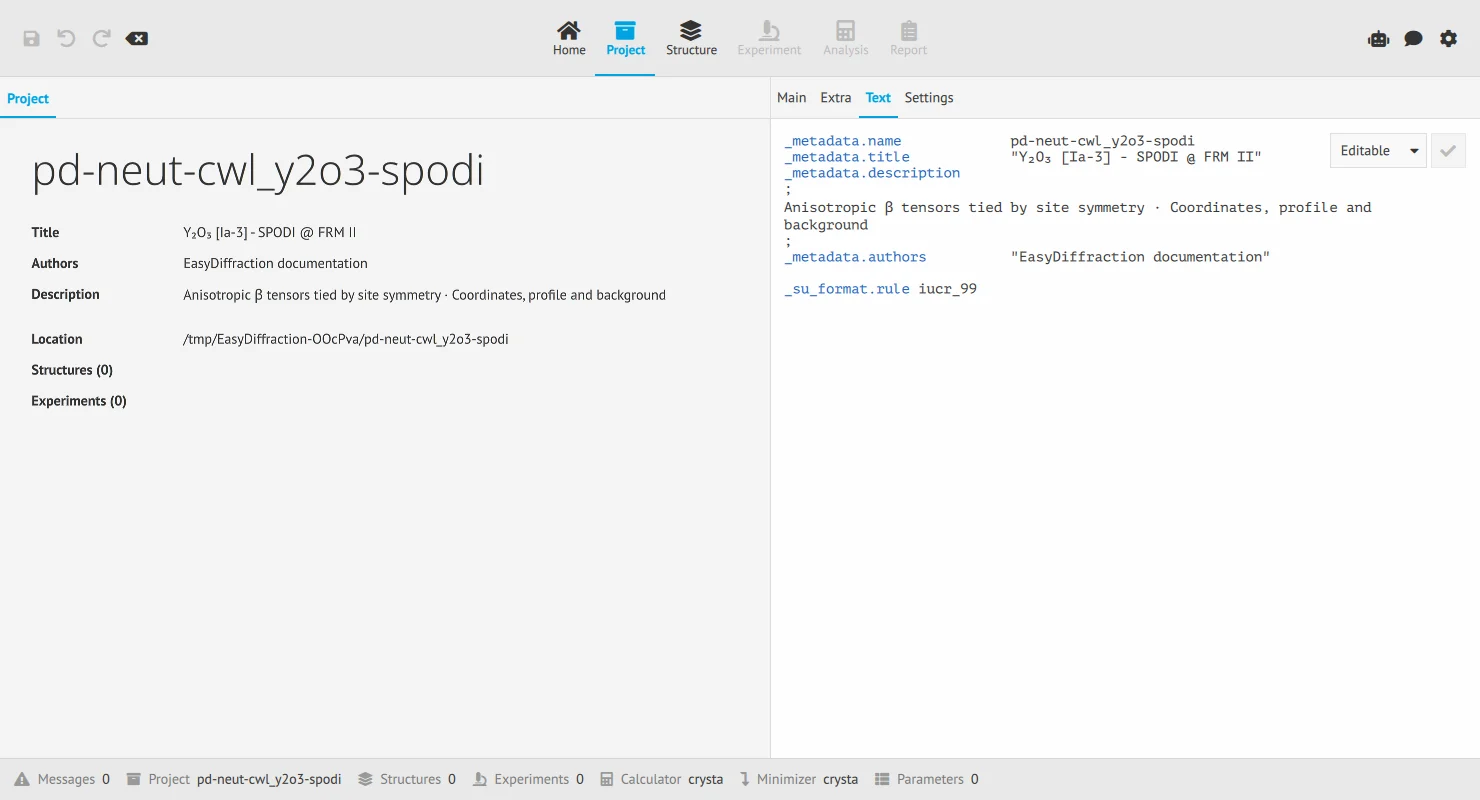 Home Project Structure Experiment Analysis Report
Project
Main Extra Text Settings
pd-neut-cwl_y2o3-spodi
Title Y₂O₃ [Ia-3] - SPODI @ FRM II
Authors EasyDiffraction documentation
Description Anisotropic β tensors tied by site symmetry · Coordinates, profile and background
Location /tmp/EasyDiffraction-OOcPva/pd-neut-cwl_y2o3-spodi
Structures (0)
Experiments (0)
_metadata.name pd-neut-cwl_y2o3-spodi
_metadata.title "Y₂O₃ [Ia-3] - SPODI @ FRM II"
_metadata.description
;
Anisotropic β tensors tied by site symmetry · Coordinates, profile and
background
;
_metadata.authors "EasyDiffraction documentation"
_su_format.rule iucr_99
Editable
Messages 0 Project pd-neut-cwl_y2o3-spodi Structures 0 Experiments 0 Calculator crysta Minimizer crysta Parameters 0